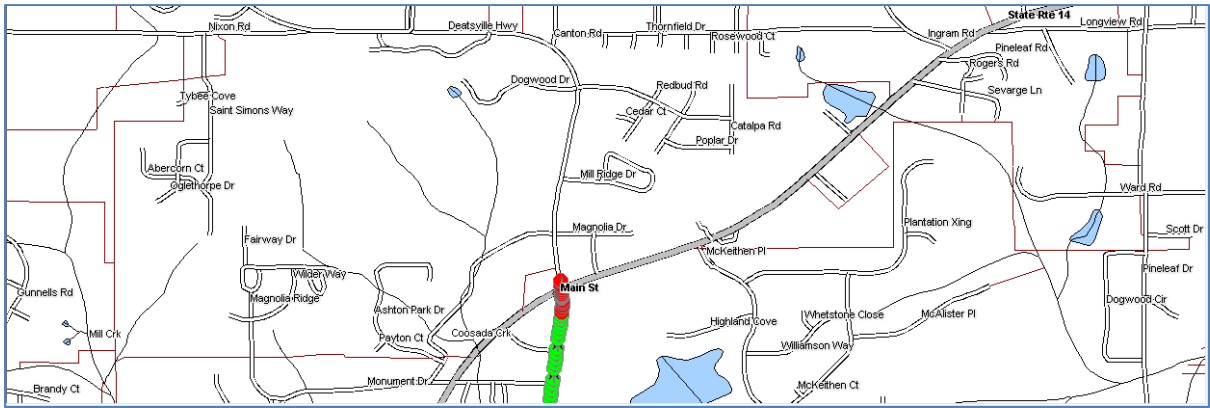 State Rte 14
Nixon Rd
Deatsville Hwy
Canton Rd
Thornfield Dr
Rosewood Ct
Ingram Rd
Longview Rd
Pineleaf Rd
Rogers Rd
Dogwood Dr
Redbud Rd
Sevarge Ln
Tybee Cove
Saint Simons Way
Cedar Ct
Catalpa Rd
Poplar Dr
Abercorn Ct
Oglethorpe Dr
Mill Ridge Dr
Ward Rd
Fairway Dr
Magnolia Dr
Plantation Xing
Scott Dr
McKeithen Pl
Wilder Way
Pineleaf Dr
Gunnells Rd
Magnolia Ridge
Main St
Dogwood Cir
Ashton Park Dr
Highland Cove
Whetstone Close
McAlister Pl
Mill Crk
Payton Ct
Coosada Crk
Williamson Way
Brandy Ct
Monument Dr
McKeithen Ct